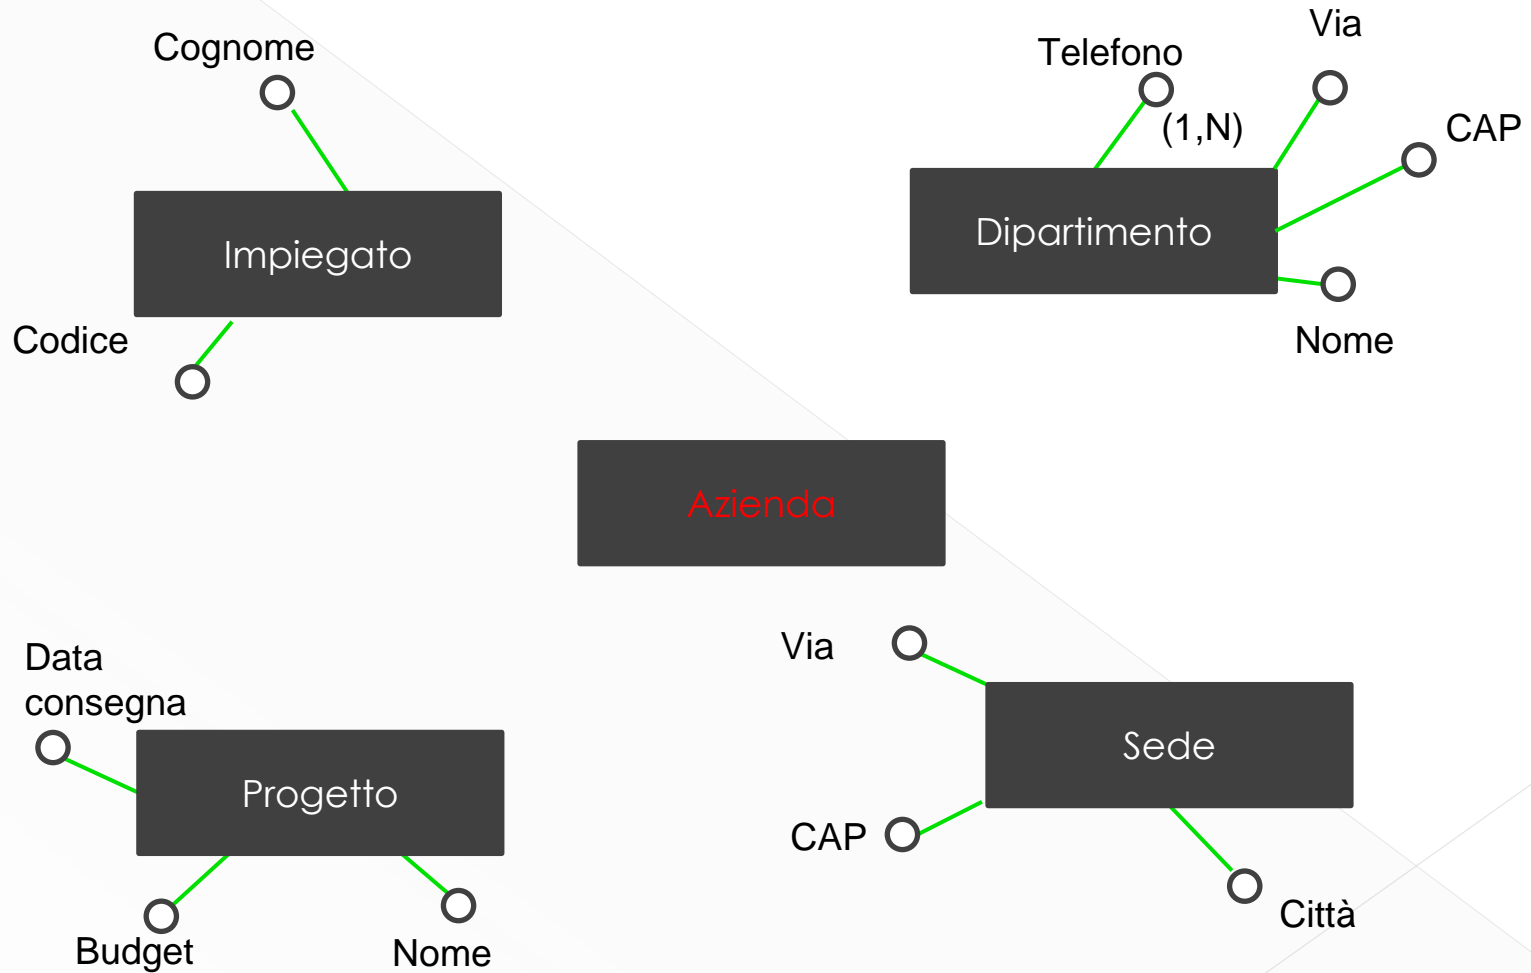 Cognome
Impiegato
Codice
Telefono
(1,N)
Via
CAP
Dipartimento
Nome
Azienda
Data
consegna
Progetto
Budget
Nome
Via
Sede
CAP
Città